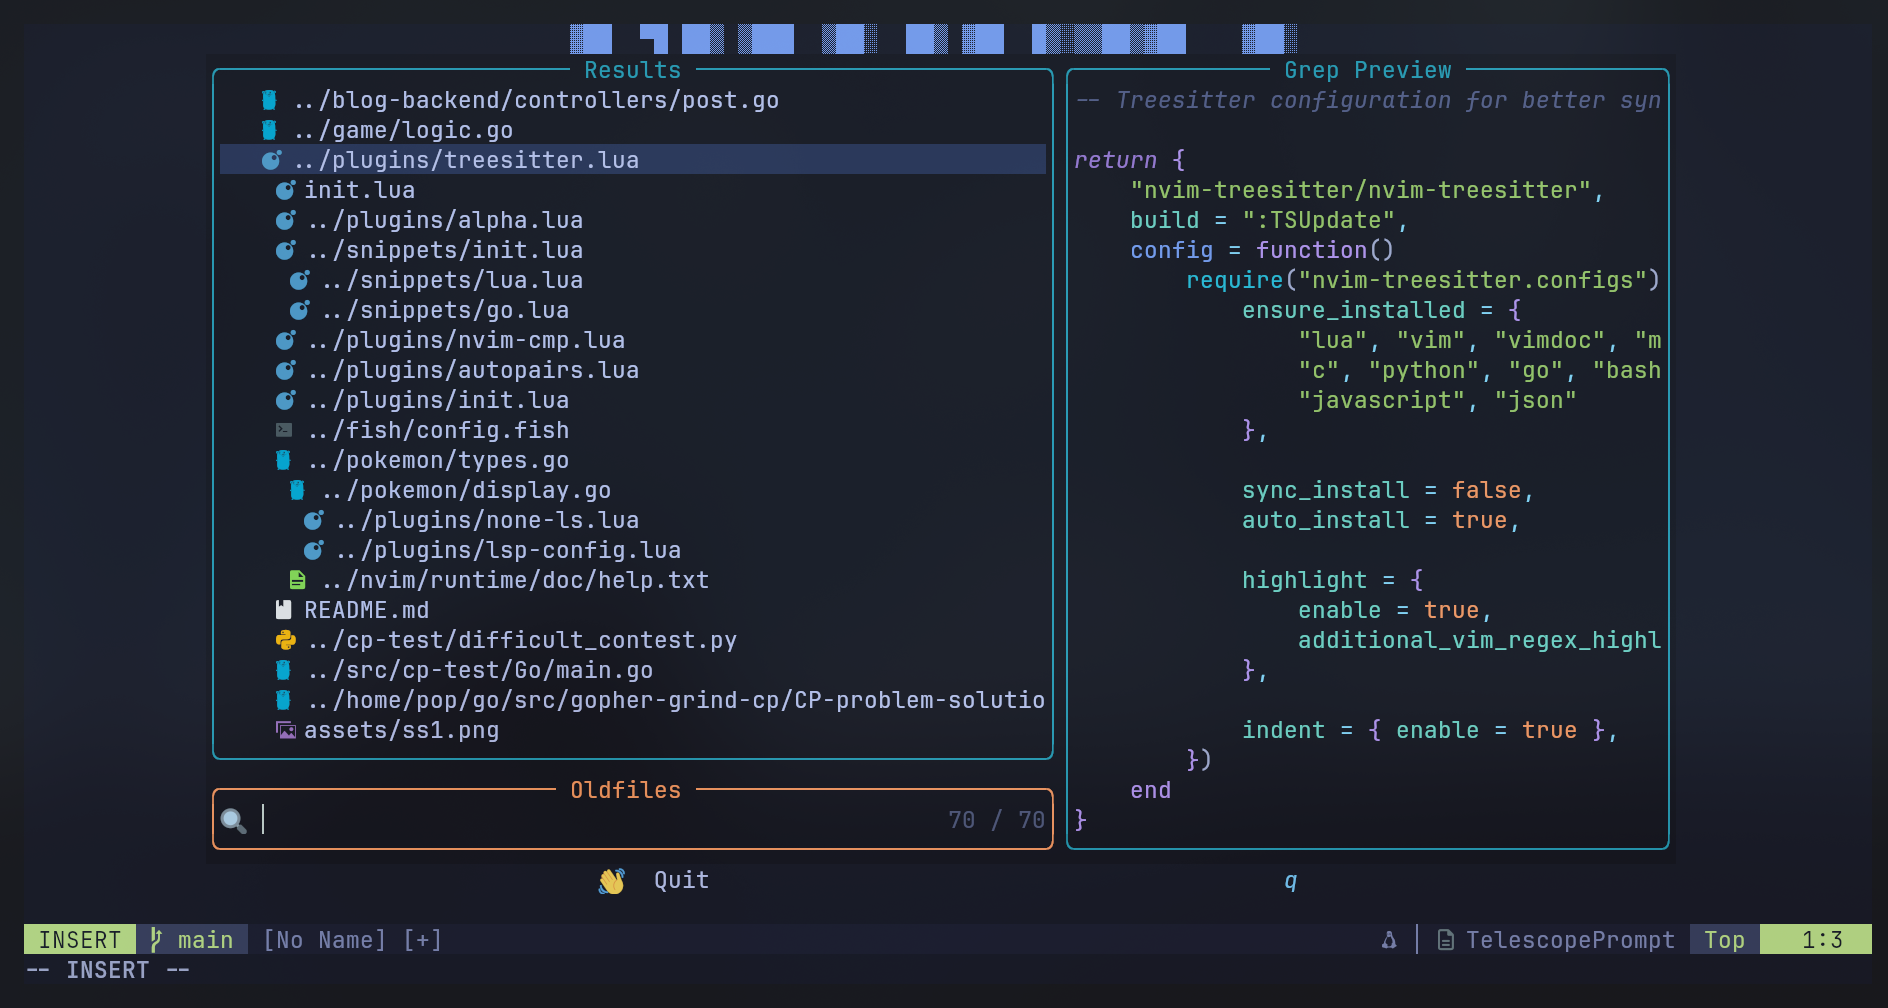 Results
../blog-backend/controllers/post.go
../game/logic.go
../plugins/treesitter.lua
init.lua
../plugins/alpha.lua
../snippets/init.lua
../snippets/lua.lua
../snippets/go.lua
../plugins/nvim-cmp.lua
../plugins/autopairs.lua
../plugins/init.lua
../fish/config.fish
../pokemon/types.go
../pokemon/display.go
../plugins/none-ls.lua
../plugins/lsp-config.lua
../nvim/runtime/doc/help.txt
README.md
../cp-test/difficult_contest.py
../src/cp-test/Go/main.go
../home/pop/go/src/gopher-grind-cp/CP-problem-solutio
assets/ss1.png
Oldfiles
70 / 70
Grep Preview
-- Treesitter configuration for better syn
return {
"nvim-treesitter/nvim-treesitter",
build = ":TSUpdate",
config = function()
require("nvim-treesitter.configs")
ensure_installed = {
"lua", "vim", "vimdoc", "m
"c", "python", "go", "bash
"javascript", "json"
},
sync_install = false,
auto_install = true,
highlight = {
enable = true,
additional_vim_regex_highl
},
indent = { enable = true },
})
end
}
Quit q
INSERT main [No Name] [+] TelescopePrompt Top 1:3
-- INSERT --